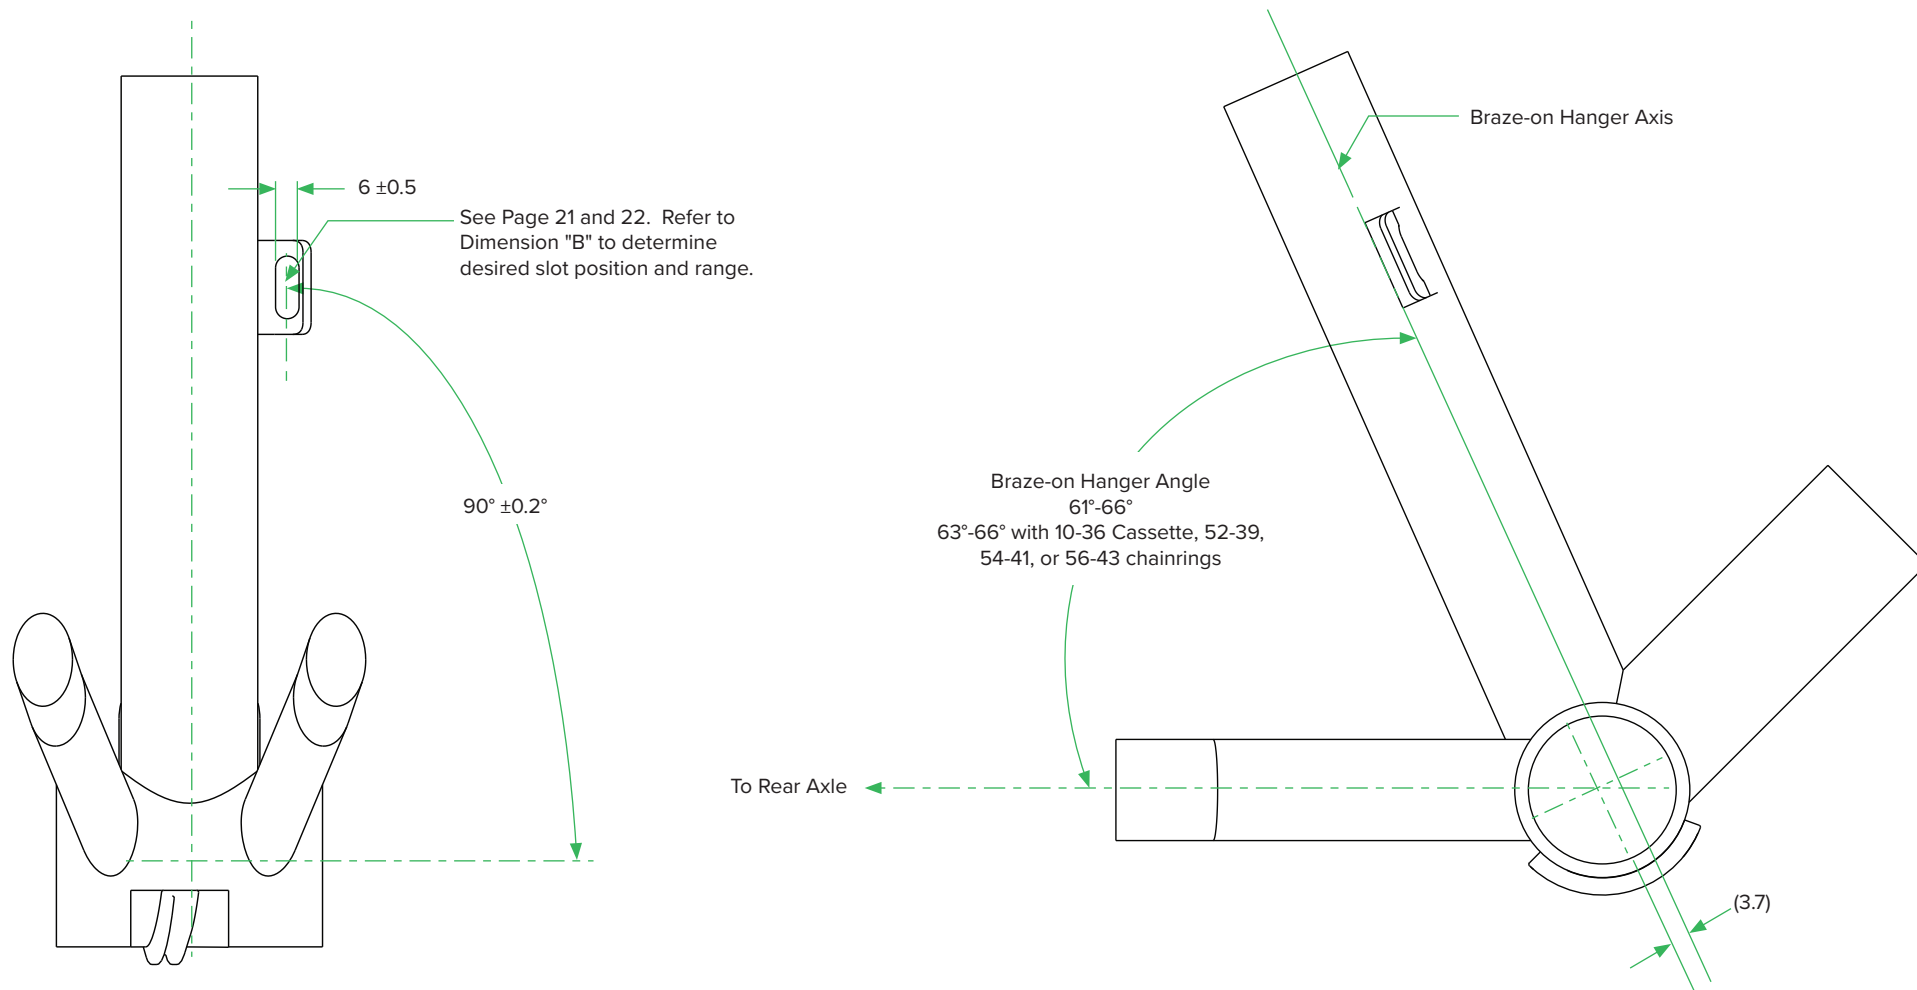 6 ±0.5
See Page 21 and 22.  Refer to
Dimension "B" to determine
desired slot position and range.
90° ±0.2°
Braze-on Hanger Axis
Braze-on Hanger Angle
61°-66°
63°-66° with 10-36 Cassette, 52-39,
54-41, or 56-43 chainrings
To Rear Axle
(3.7)